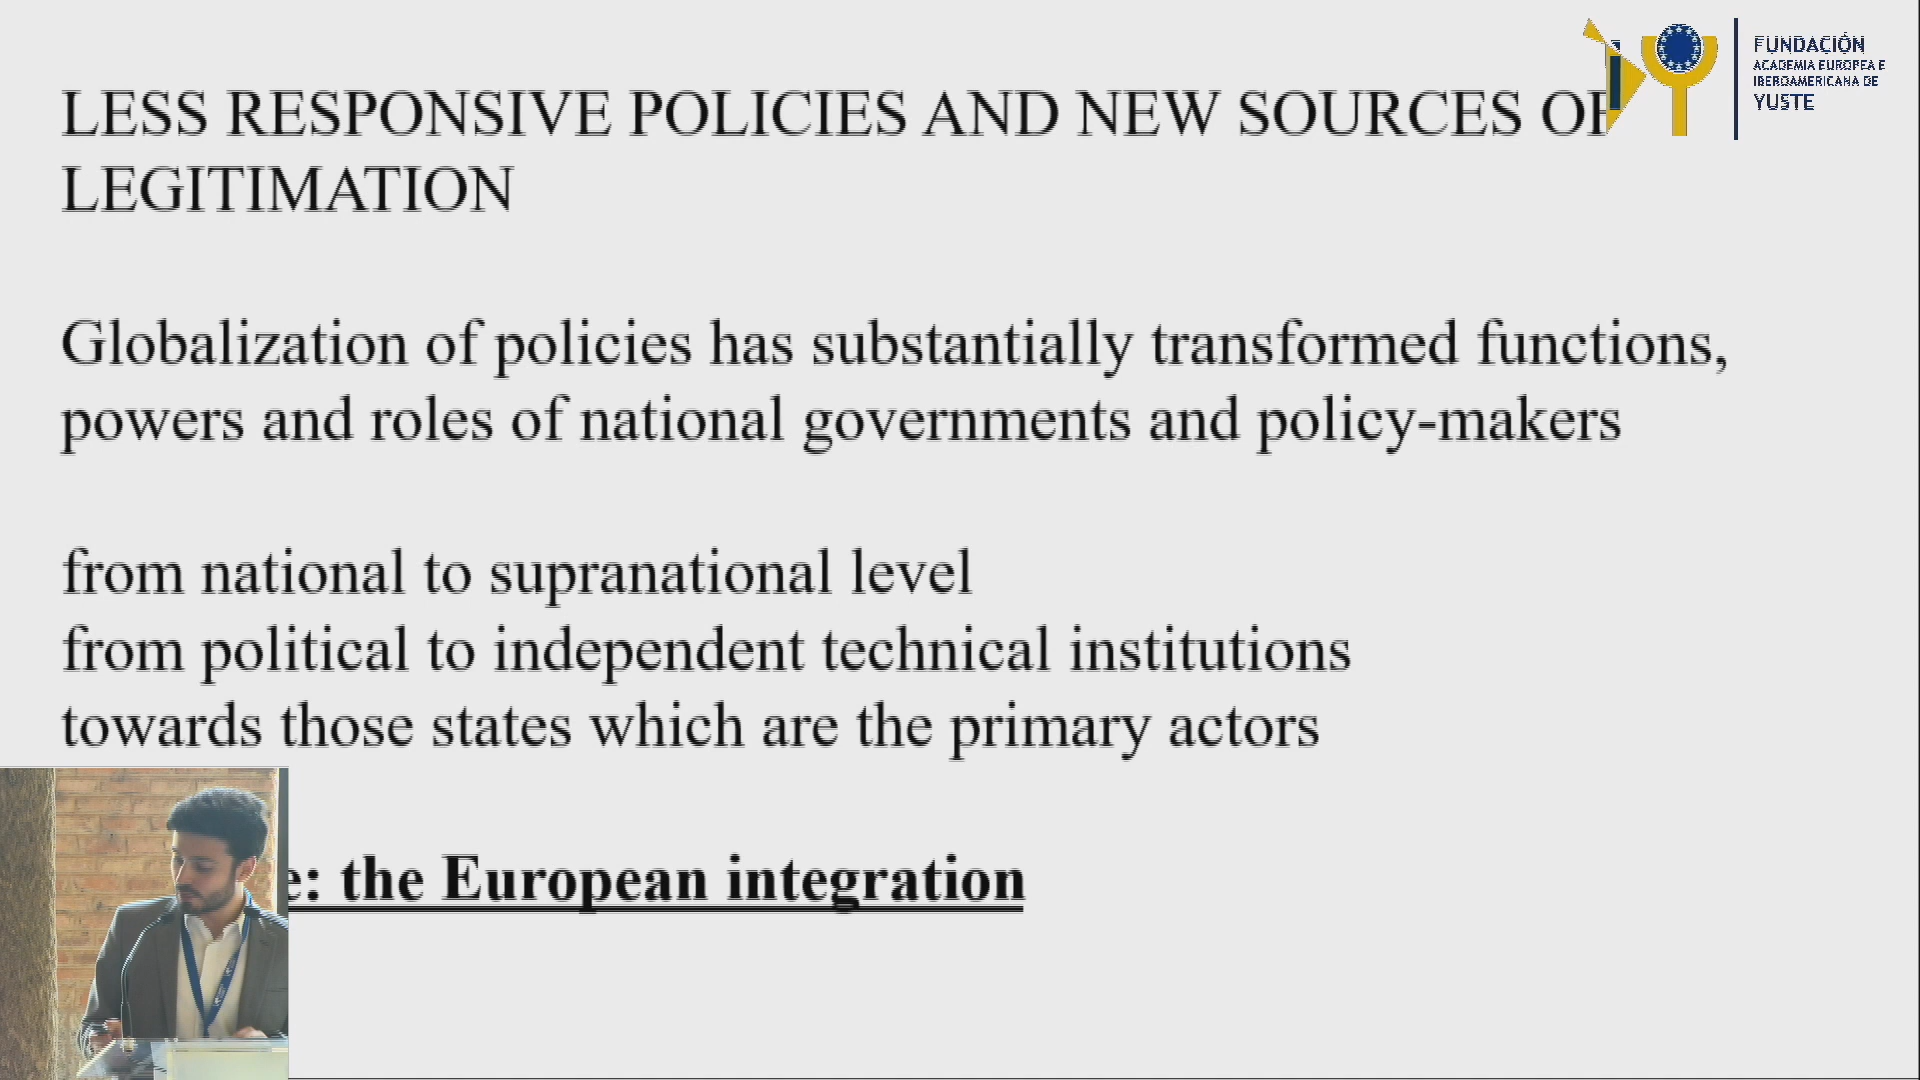 LESS RESPONSIVE POLICIES AND NEW SOURCES OF
LEGITIMATION
FUNDACIÓN
ACADEMIA EUROPEA E
IBEROAMERICANA DE
YUSTE
Globalization of policies has substantially transformed functions,
powers and roles of national governments and policy-makers
from national to supranational level
from political to independent technical institutions
towards those states which are the primary actors
e: the European integration